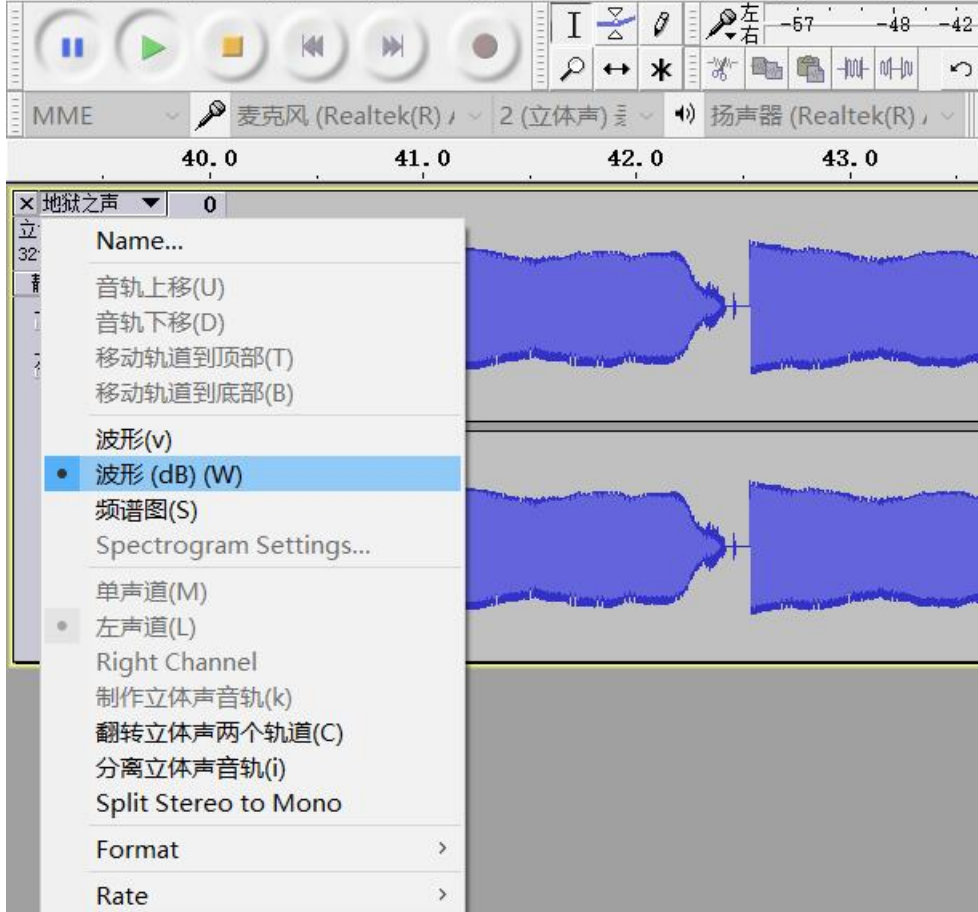 左 -57 -48 -42
右
MME 麦克风 (Realtek(R) 2 (立体声) 扬声器 (Realtek(R)
40.0 41.0 42.0 43.0
× 地狱之声 0
立
32
Name...
音轨上移(U)
音轨下移(D)
移动轨道到顶部(T)
移动轨道到底部(B)
波形(v)
波形 (dB) (W)
频谱图(S)
Spectrogram Settings...
单声道(M)
左声道(L)
Right Channel
制作立体声音轨(k)
翻转立体声两个轨道(C)
分离立体声音轨(i)
Split Stereo to Mono
Format
Rate